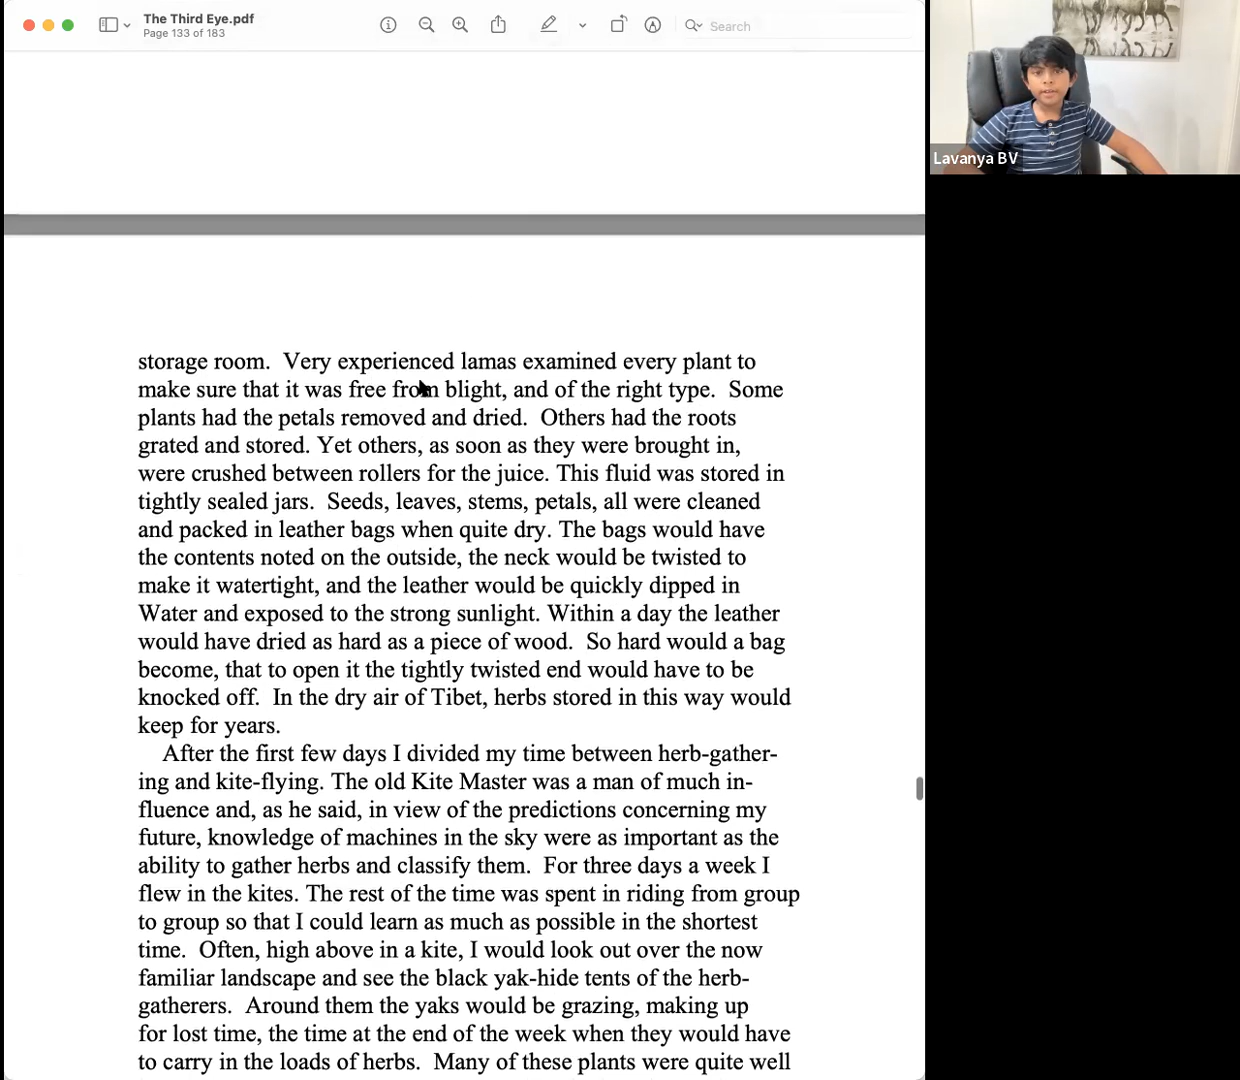 The Third Eye.pdf
Page 133 of 183
Search
Lavanya BV
storage room.  Very experienced lamas examined every plant to
make sure that it was free from blight, and of the right type.  Some
plants had the petals removed and dried.  Others had the roots
grated and stored. Yet others, as soon as they were brought in,
were crushed between rollers for the juice. This fluid was stored in
tightly sealed jars.  Seeds, leaves, stems, petals, all were cleaned
and packed in leather bags when quite dry. The bags would have
the contents noted on the outside, the neck would be twisted to
make it watertight, and the leather would be quickly dipped in
Water and exposed to the strong sunlight. Within a day the leather
would have dried as hard as a piece of wood.  So hard would a bag
become, that to open it the tightly twisted end would have to be
knocked off.  In the dry air of Tibet, herbs stored in this way would
keep for years.
After the first few days I divided my time between herb-gather-
ing and kite-flying. The old Kite Master was a man of much in-
fluence and, as he said, in view of the predictions concerning my
future, knowledge of machines in the sky were as important as the
ability to gather herbs and classify them.  For three days a week I
flew in the kites. The rest of the time was spent in riding from group
to group so that I could learn as much as possible in the shortest
time.  Often, high above in a kite, I would look out over the now
familiar landscape and see the black yak-hide tents of the herb-
gatherers.  Around them the yaks would be grazing, making up
for lost time, the time at the end of the week when they would have
to carry in the loads of herbs.  Many of these plants were quite well